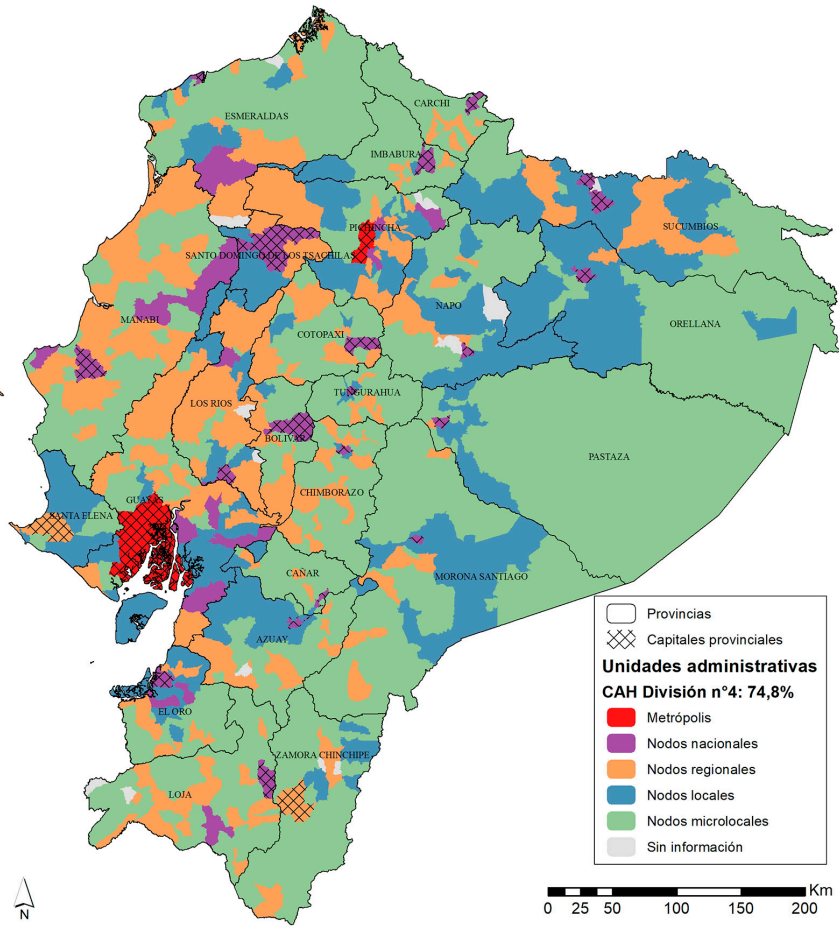 ESMERALDAS
CARCHI
IMBABURA
PICHINCHA
SUCUMBIOS
SANTO DOMINGO DE LOS TSACHILAS
NAPO
MANABI
ORELLANA
COTOPAXI
TUNGURAHUA
LOS RIOS
BOLIVAR
PASTAZA
CHIMBORAZO
GUAYAS
SANTA ELENA
CAÑAR
MORONA SANTIAGO
AZUAY
EL ORO
ZAMORA CHINCHIPE
LOJA
Provincias
Capitales provinciales
Unidades administrativas
CAH División n°4: 74,8%
Metrópolis
Nodos nacionales
Nodos regionales
Nodos locales
Nodos microlocales
Sin información
N
Km
0 25 50 100 150 200